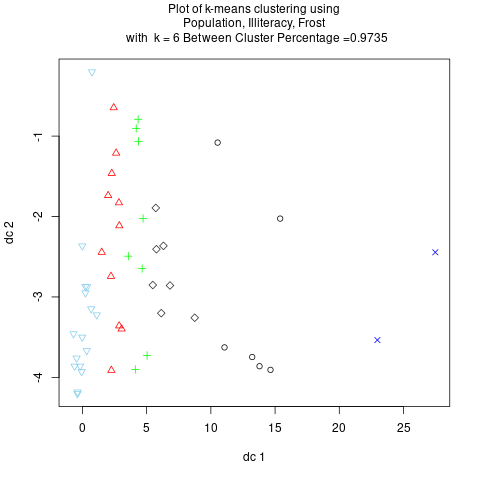 Plot of k-means clustering using
Population, Illiteracy, Frost
with  k = 6 Between Cluster Percentage =0.9735
-1
-2
-3
-4
dc 2
0
5
10
15
20
25
dc 1